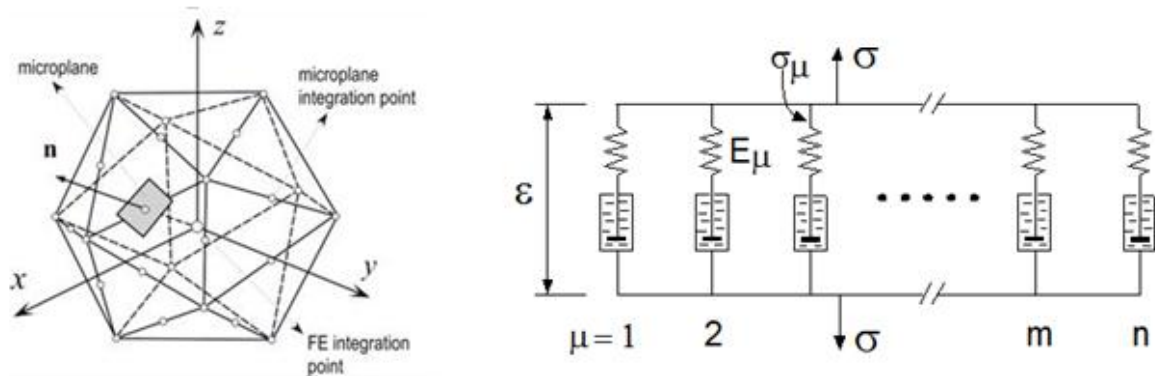 z
microplane
microplane
integration point
n
x
y
FE integration
point
σμ
σ
Eμ
ε
σ
μ = 1
2
m
n